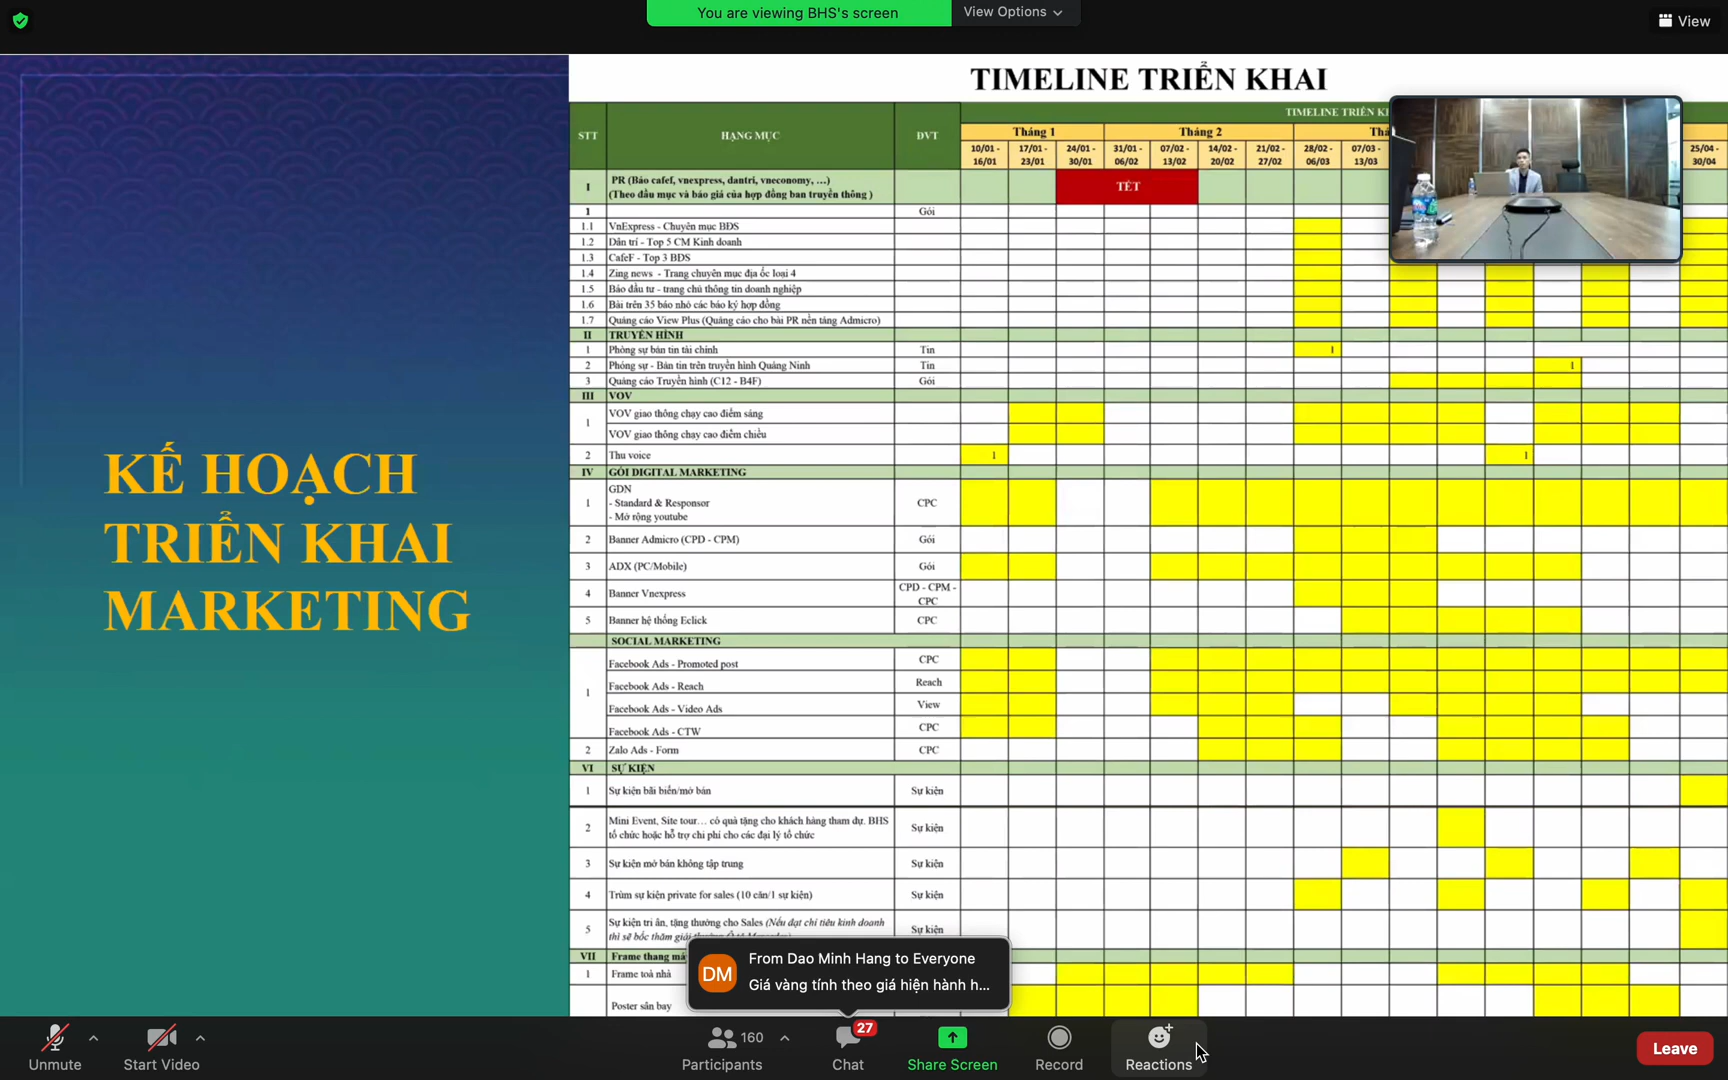 You are viewing BHS's screen
View Options
View
KẾ HOẠCH
TRIỂN KHAI
MARKETING
TIMELINE TRIỂN KHAI
STT
HẠNG MỤC
ĐVT
TIMELINE TRIỂN
Tháng 1
Tháng 2
10/01 - 16/01
17/01 - 23/01
24/01 - 30/01
31/01 - 06/02
07/02 - 13/02
14/02 - 20/02
21/02 - 27/02
28/02 - 06/03
07/03 - 13/03
25/04 - 30/04
I PR (Báo cafef, vnexpress, dantri, vneconomy, ...)
(Theo đầu mục và báo giá của hợp đồng ban truyền thông )
TẾT
1 Gói
1.1 VnExpress - Chuyên mục BĐS
1.2 Dân trí - Top 5 CM Kinh doanh
1.3 CafeF - Top 3 BDS
1.4 Zing news - Trang chuyên mục địa ốc loại 4
1.5 Báo đầu tư - trang chủ thông tin doanh nghiệp
1.6 Bài trên 35 báo nhỏ các báo ký hợp đồng
1.7 Quảng cáo View Plus (Quảng cáo cho bài PR nền tảng Admicro)
II TRUYỀN HÌNH
1 Phóng sự bản tin tài chính Tin 1
2 Phóng sự - Bản tin trên truyền hình Quảng Ninh Tin 1
3 Quảng cáo Truyền hình (C12 - B4F) Gói
III VOV
1 VOV giao thông chạy cao điểm sáng
VOV giao thông chạy cao điểm chiều
2 Thu voice 1 1
IV GÓI DIGITAL MARKETING
1 GDN
- Standard & Responsor
- Mở rộng youtube
CPC
2 Banner Admicro (CPD - CPM) Gói
3 ADX (PC/Mobile) Gói
4 Banner Vnexpress CPD - CPM - CPC
5 Banner hệ thống Eclick CPC
SOCIAL MARKETING
1 Facebook Ads - Promoted post CPC
Facebook Ads - Reach Reach
Facebook Ads - Video Ads View
Facebook Ads - CTW CPC
2 Zalo Ads - Form CPC
VI SỰ KIỆN
1 Sự kiện bãi biển/mở bán Sự kiện
2 Mini Event, Site tour... có quà tặng cho khách hàng tham dự. BHS
tổ chức hoặc hỗ trợ chi phí cho các đại lý tổ chức Sự kiện
3 Sự kiện mở bán không tập trung Sự kiện
4 Trùm sự kiện private for sales (10 căn/1 sự kiện) Sự kiện
5 Sự kiện tri ân, tặng thưởng cho Sales (Nếu đạt chỉ tiêu kinh doanh
thì sẽ bốc thăm giải Sự kiện
VII Frame thang
1 Frame toà nhà
Poster sân bay
DM
From Dao Minh Hang to Everyone
Giá vàng tính theo giá hiện hành h...
Unmute
Start Video
160
Participants
27
Chat
Share Screen
Record
Reactions
Leave